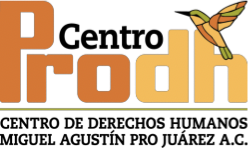 Centro
Prodh
CENTRO DE DERECHOS HUMANOS
MIGUEL AGUSTÍN PRO JUÁREZ A.C.